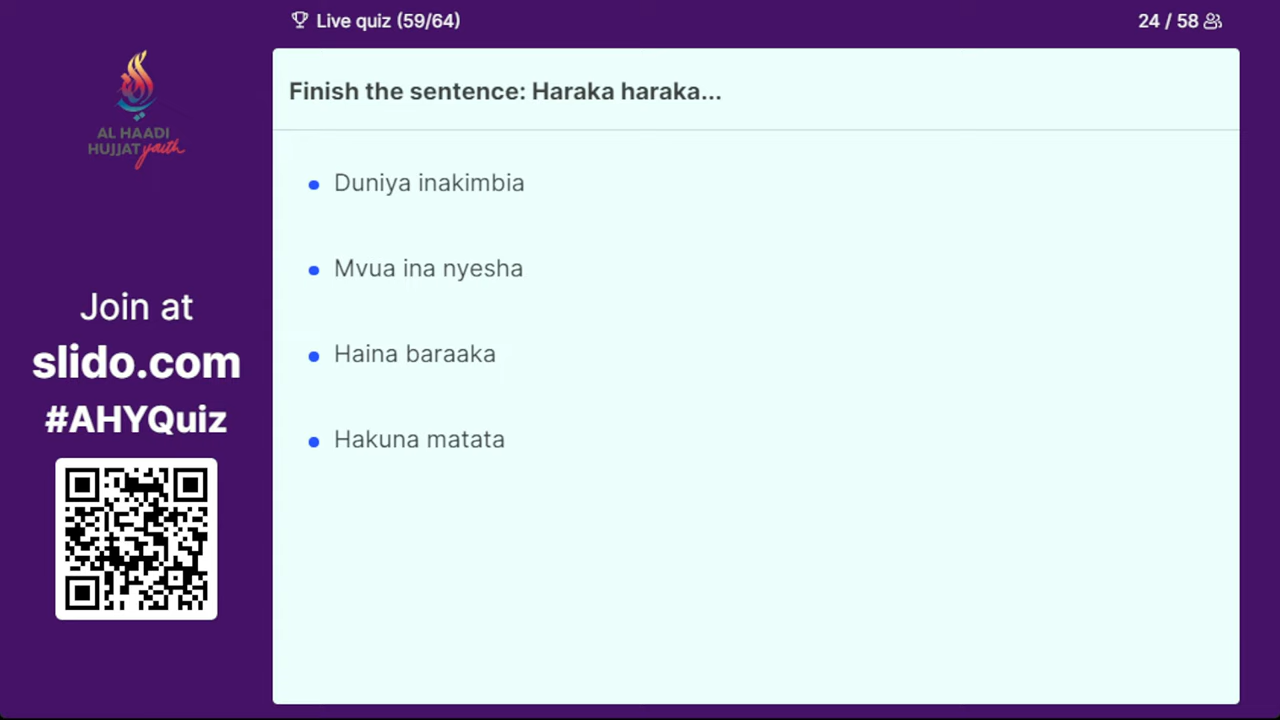 Live quiz (59/64)
24 / 58
AL HAADI
HUJJAT youth
Finish the sentence: Haraka haraka...
Duniya inakimbia
Mvua ina nyesha
Haina baraaka
Hakuna matata
Join at
slido.com
#AHYQuiz